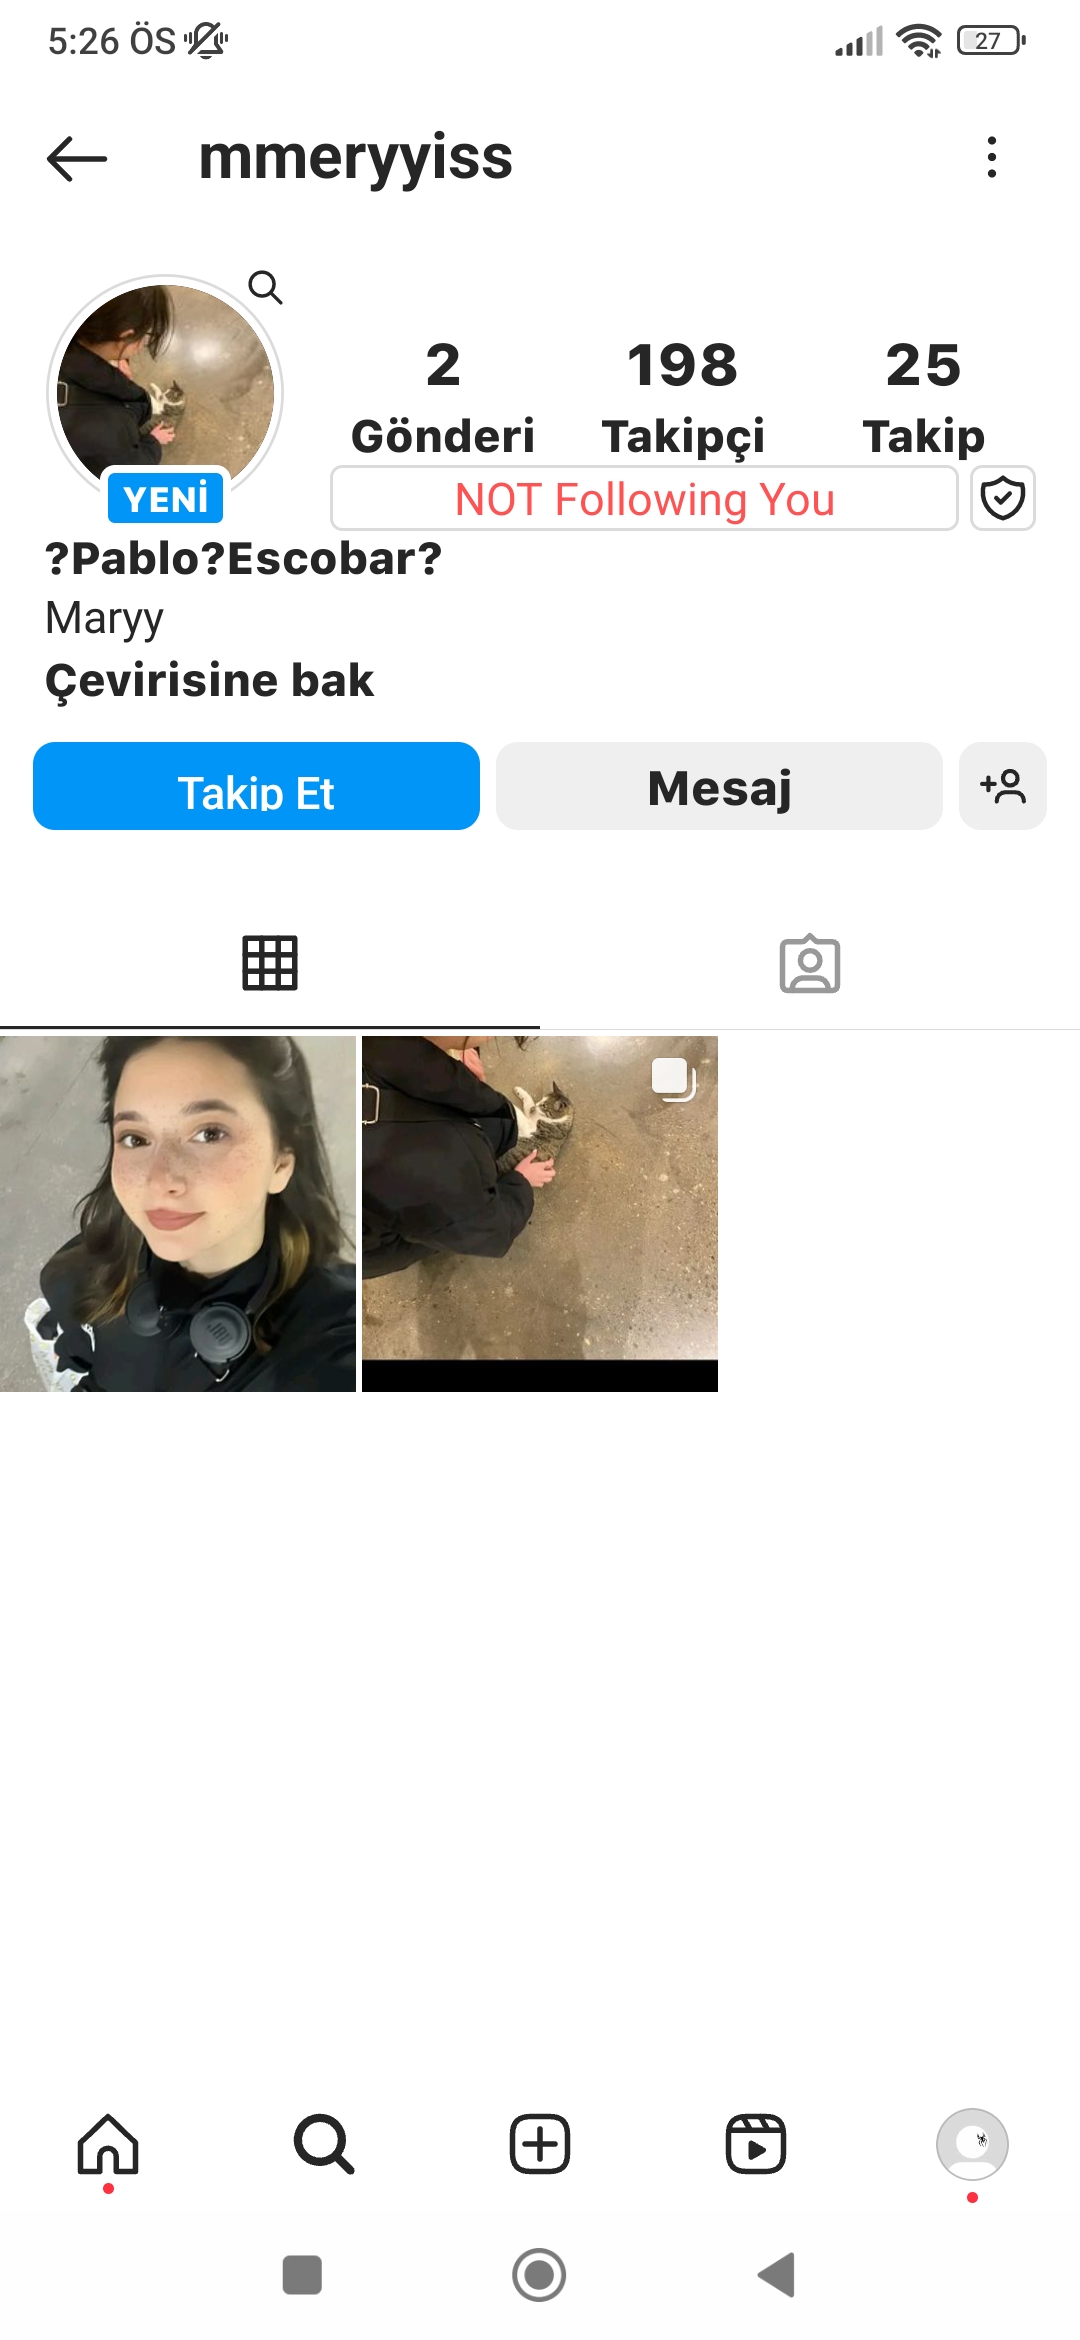 5:26 ÖS
27
mmeryyiss
2 198 25
Gönderi Takipçi Takip
YENİ
NOT Following You
?Pablo?Escobar?
Maryy
Çevirisine bak
Takip Et
Mesaj
JBL